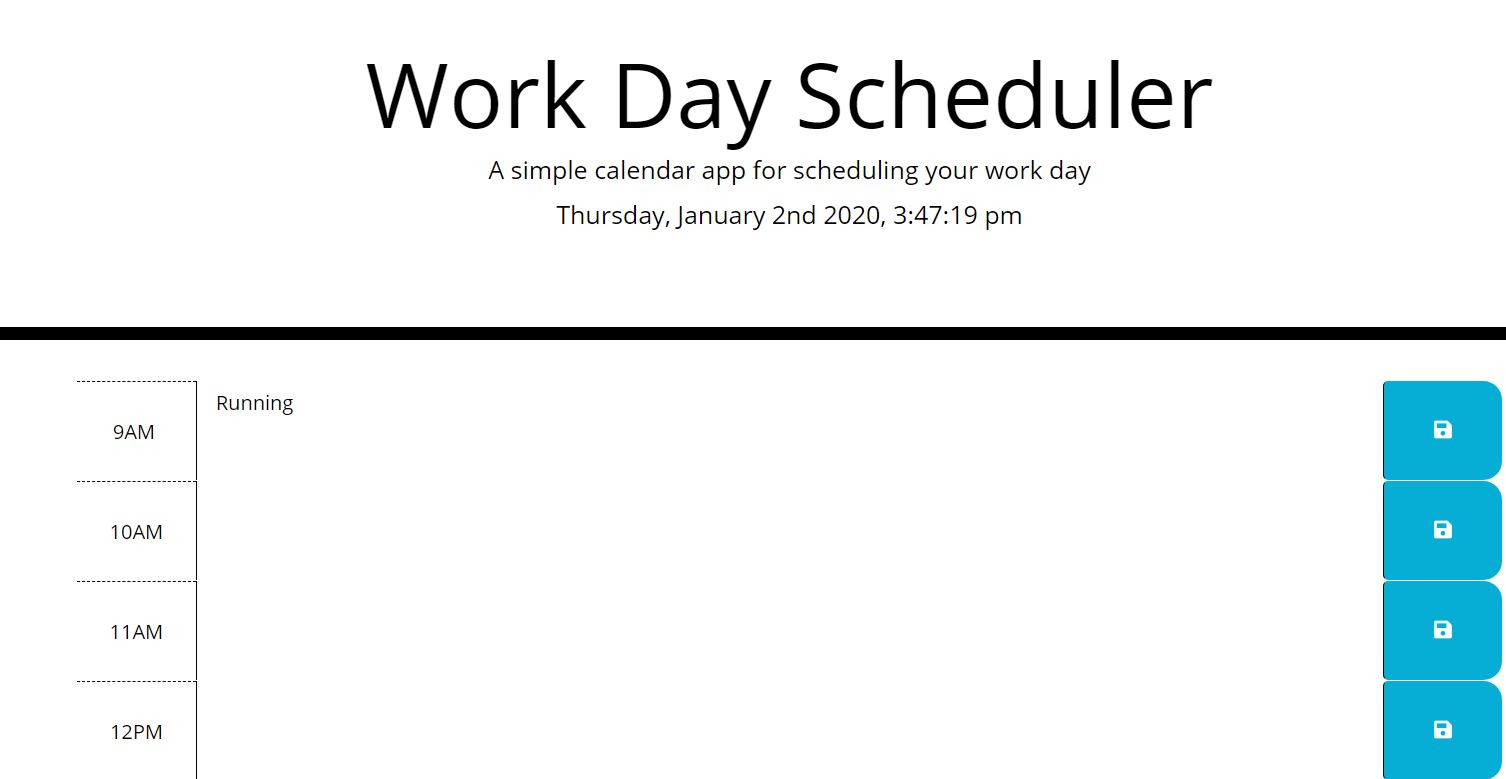 Work Day Scheduler
A simple calendar app for scheduling your work day
Thursday, January 2nd 2020, 3:47:19 pm
9AM
Running
10AM
11AM
12PM